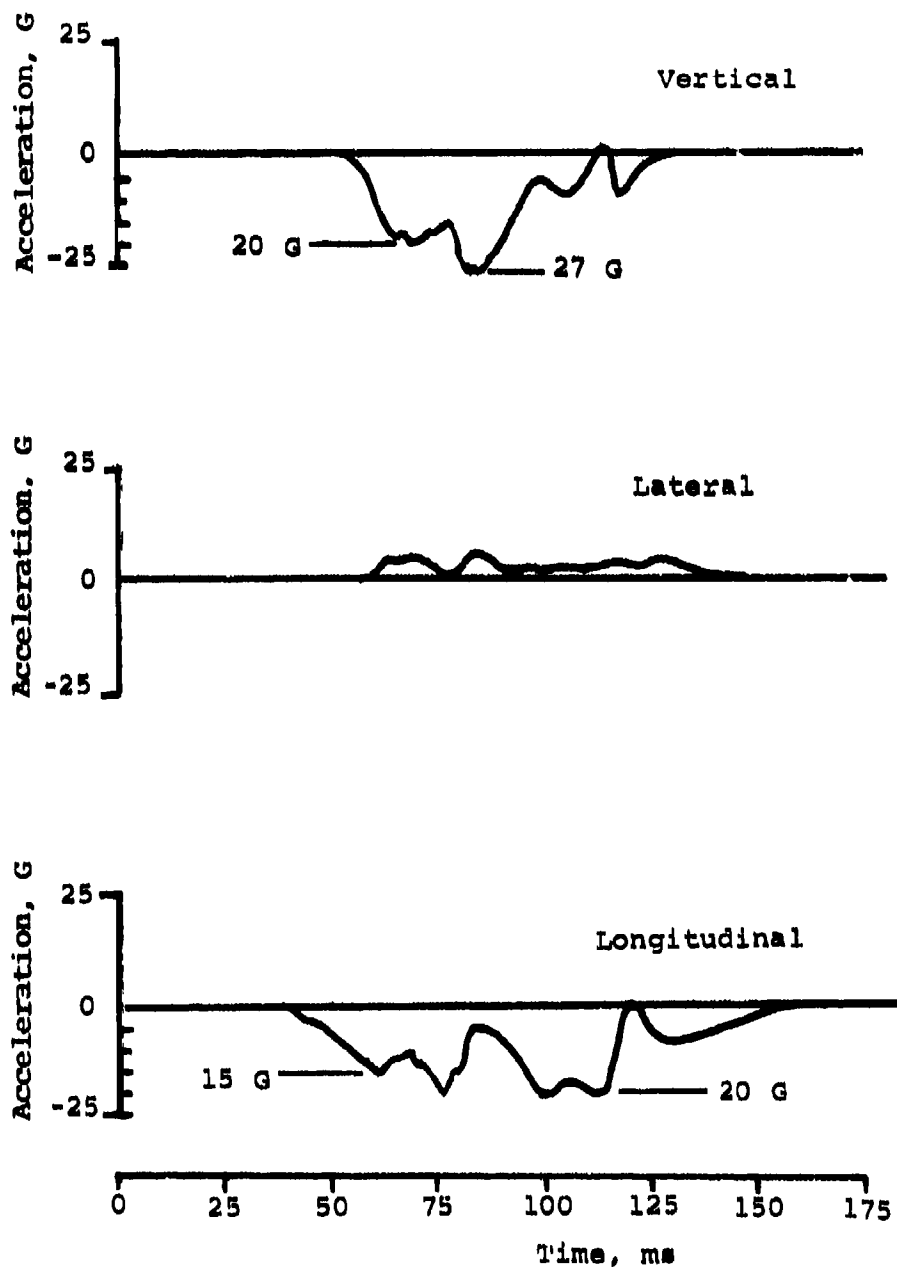 25
Vertical
Acceleration, G
0
20 G
-25
27 G
25
Lateral
Acceleration, G
0
-25
25
Longitudinal
Acceleration, G
0
15 G
-25
20 G
0 25 50 75 100 125 150 175
Time, ms